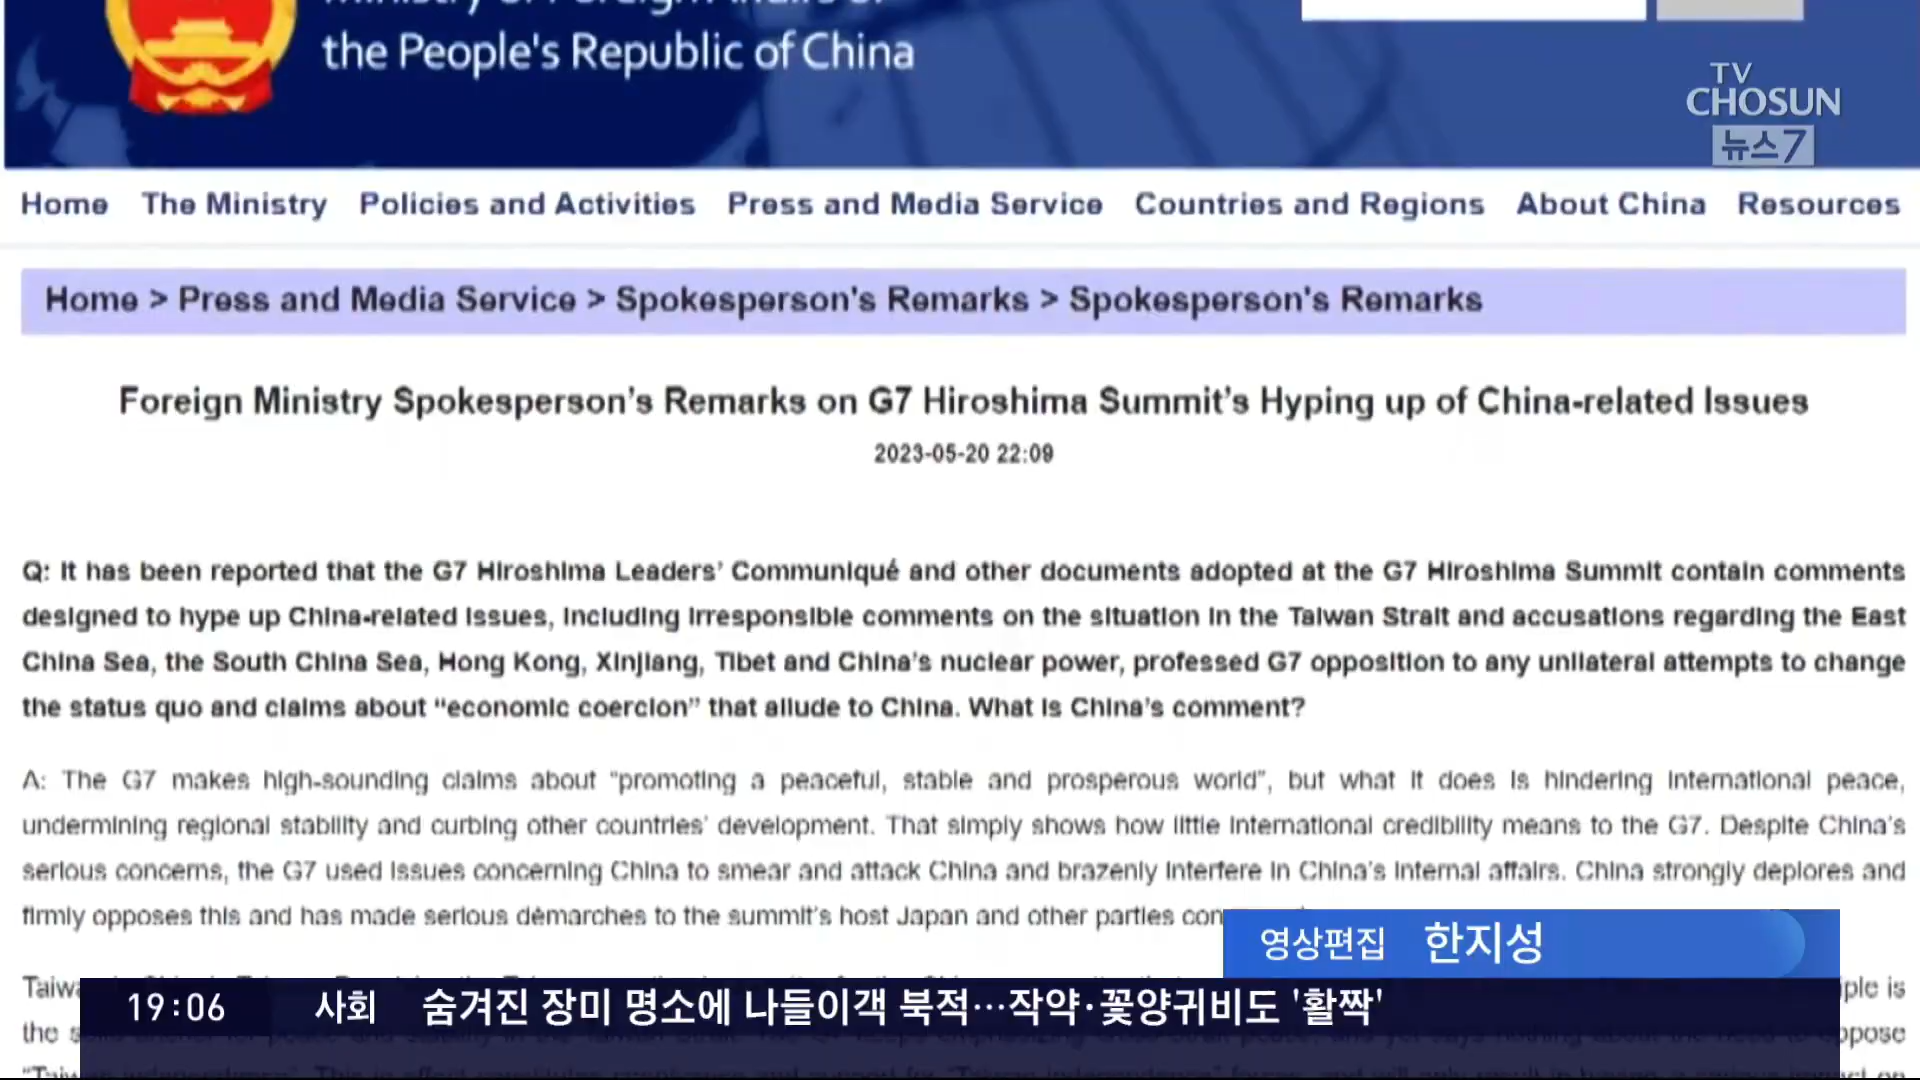 the People's Republic of China
TV
CHOSUN
뉴스7
Home The Ministry Policies and Activities Press and Media Service Countries and Regions About China Resources
Home > Press and Media Service > Spokesperson's Remarks > Spokesperson's Remarks
Foreign Ministry Spokesperson’s Remarks on G7 Hiroshima Summit’s Hyping up of China-related Issues
2023-05-20 22:09
Q: It has been reported that the G7 Hiroshima Leaders’ Communiqué and other documents adopted at the G7 Hiroshima Summit contain comments
designed to hype up China-related issues, including irresponsible comments on the situation in the Taiwan Strait and accusations regarding the East
China Sea, the South China Sea, Hong Kong, Xinjiang, Tibet and China’s nuclear power, professed G7 opposition to any unilateral attempts to change
the status quo and claims about “economic coercion” that allude to China. What is China’s comment?
A: The G7 makes high-sounding claims about “promoting a peaceful, stable and prosperous world”, but what it does is hindering international peace,
undermining regional stability and curbing other countries’ development. That simply shows how little international credibility means to the G7. Despite China’s
serious concerns, the G7 used issues concerning China to smear and attack China and brazenly interfere in China’s internal affairs. China strongly deplores and
firmly opposes this and has made serious démarches to the summit’s host Japan and other parties
영상편집 한지성
is
the
19:06 사회 숨겨진 장미 명소에 나들이객 북적…작약·꽃양귀비도 '활짝'